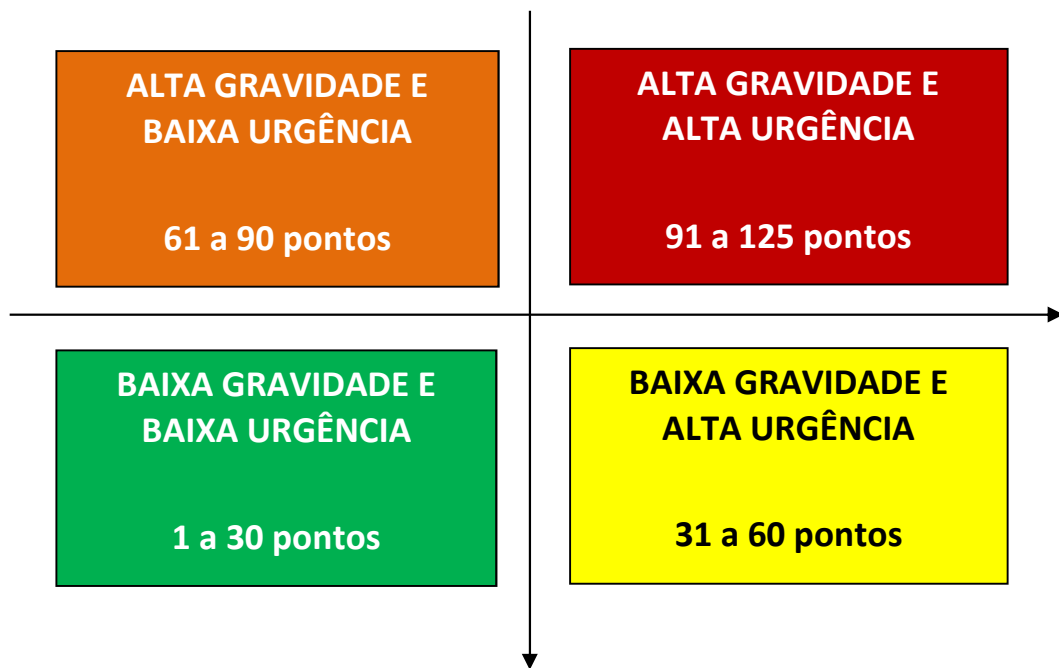 ALTA GRAVIDADE E
BAIXA URGÊNCIA
61 a 90 pontos
ALTA GRAVIDADE E
ALTA URGÊNCIA
91 a 125 pontos
BAIXA GRAVIDADE E
BAIXA URGÊNCIA
1 a 30 pontos
BAIXA GRAVIDADE E
ALTA URGÊNCIA
31 a 60 pontos